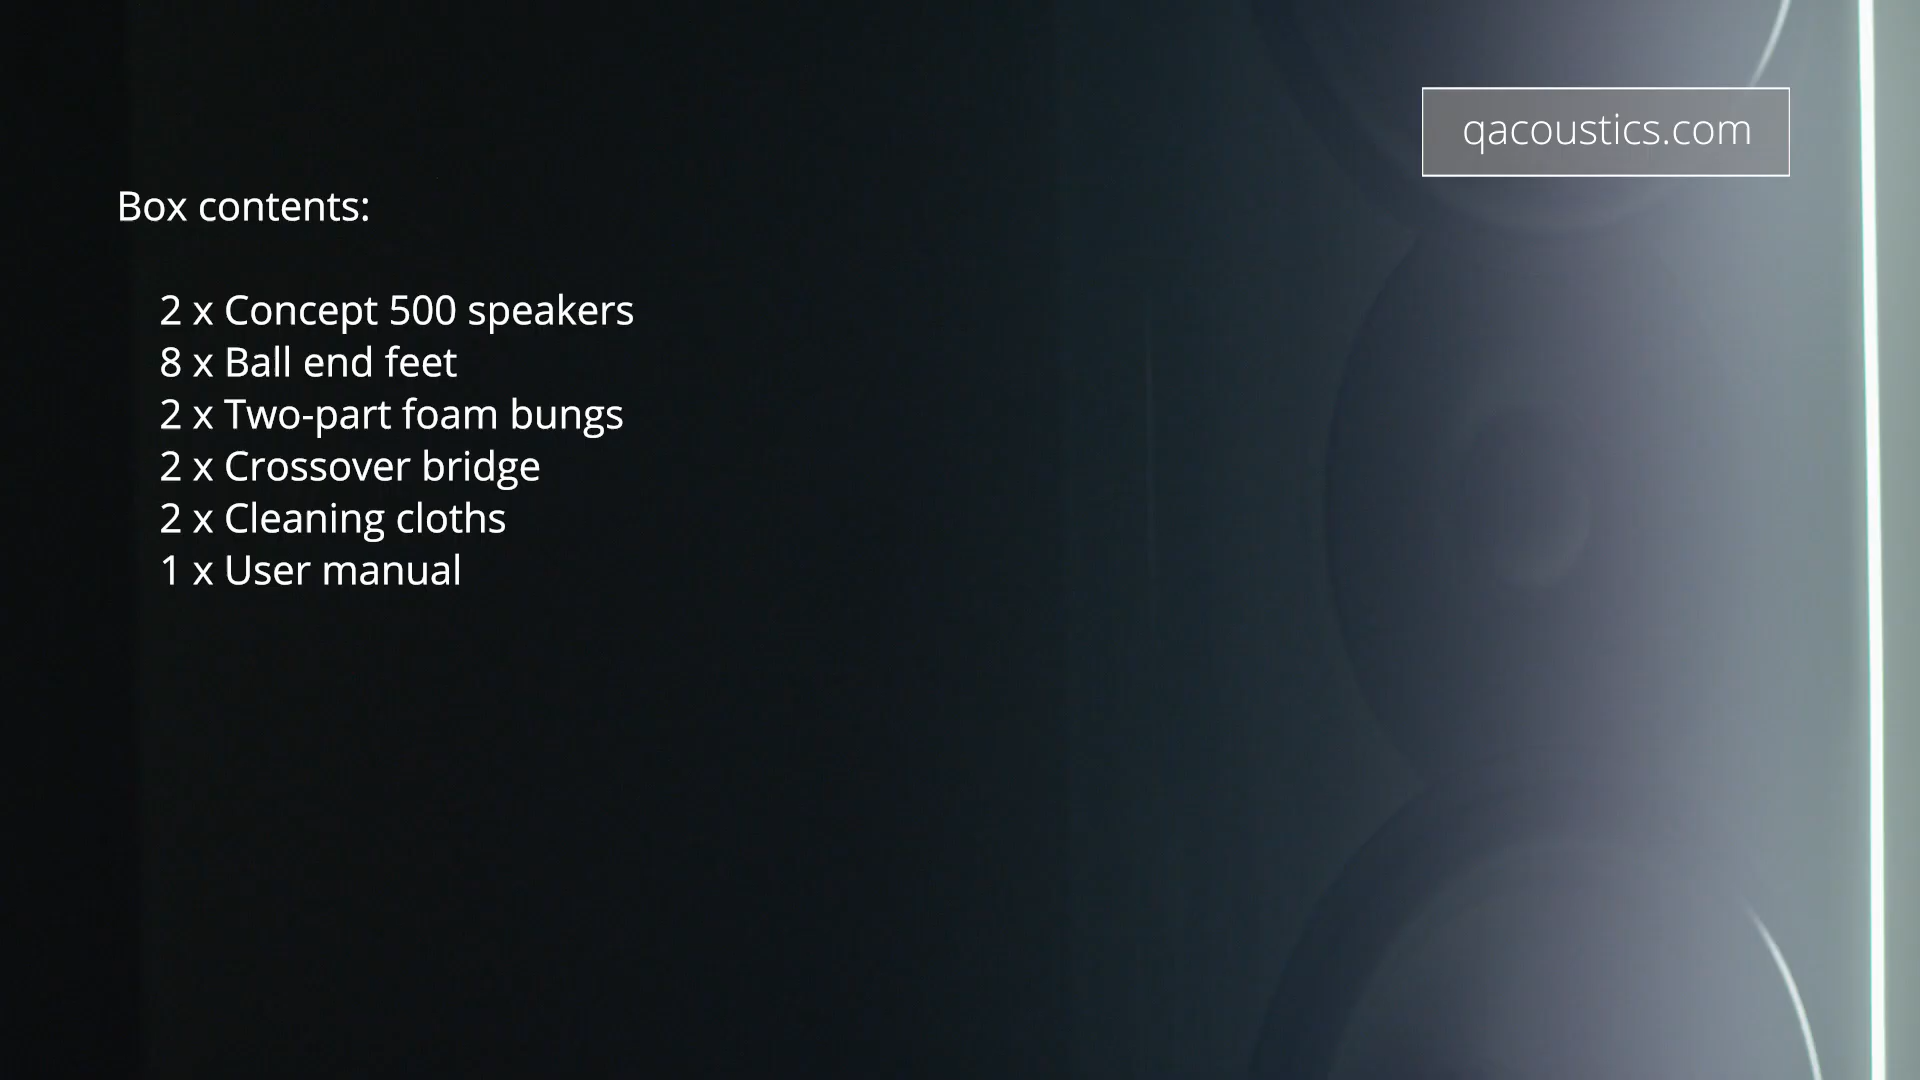 qacoustics.com
Box contents:
2 x Concept 500 speakers
8 x Ball end feet
2 x Two-part foam bungs
2 x Crossover bridge
2 x Cleaning cloths
1 x User manual